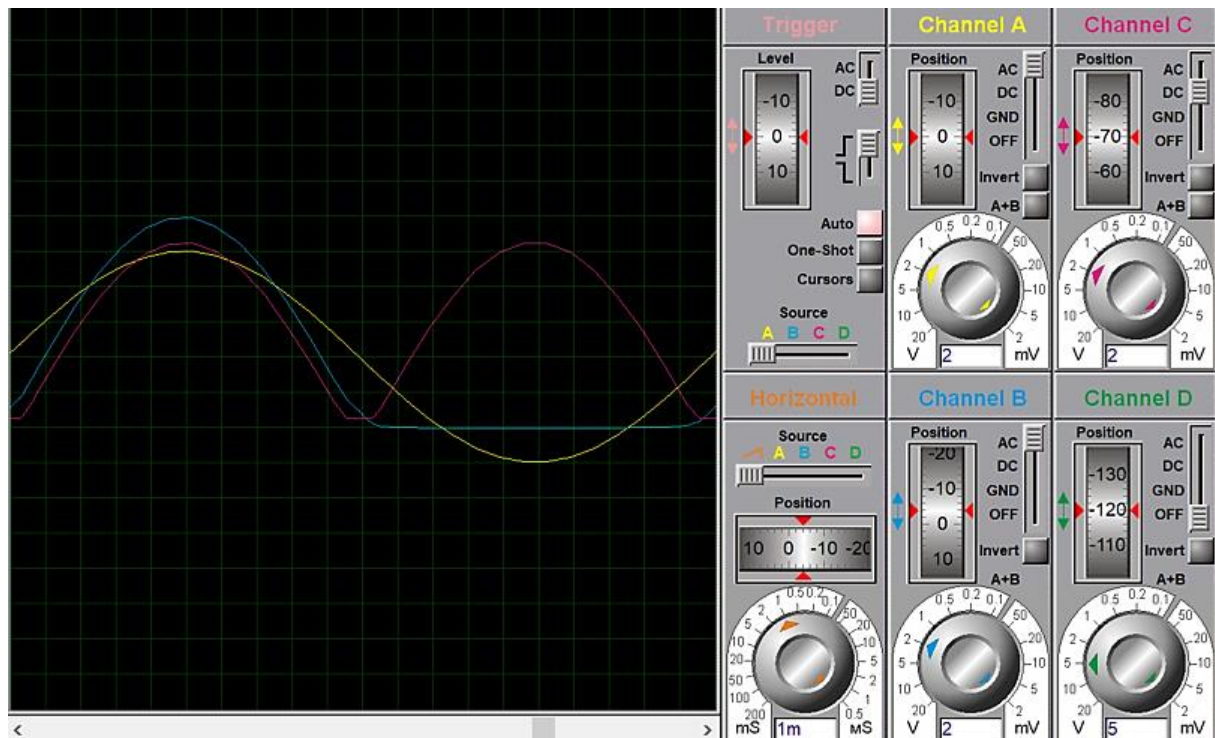 Trigger
Level
AC
DC
-10
0
10
Auto
One-Shot
Cursors
Source
A B C D
Channel A
Position
AC
DC
GND
OFF
-10
0
10
Invert
A+B
20 10 5 2 1 0.5 0.2 0.1 50 20 10 5 2
V 2 mV
Channel C
Position
AC
DC
GND
OFF
-80
-70
-60
Invert
A+B
20 10 5 2 1 0.5 0.2 0.1 50 20 10 5 2
V 2 mV
Horizontal
Source
A B C D
Position
10 0 -10 -20
200 100 50 20 10 5 2 1 0.5 0.2 0.1 50 20 10 5 2 1 0.5
mS 1m мS
Channel B
Position
AC
DC
GND
OFF
-20
-10
0
10
Invert
A+B
20 10 5 2 1 0.5 0.2 0.1 50 20 10 5 2
V 2 mV
Channel D
Position
AC
DC
GND
OFF
-130
-120
-110
Invert
A+B
20 10 5 2 1 0.5 0.2 0.1 50 20 10 5 2
V 5 mV